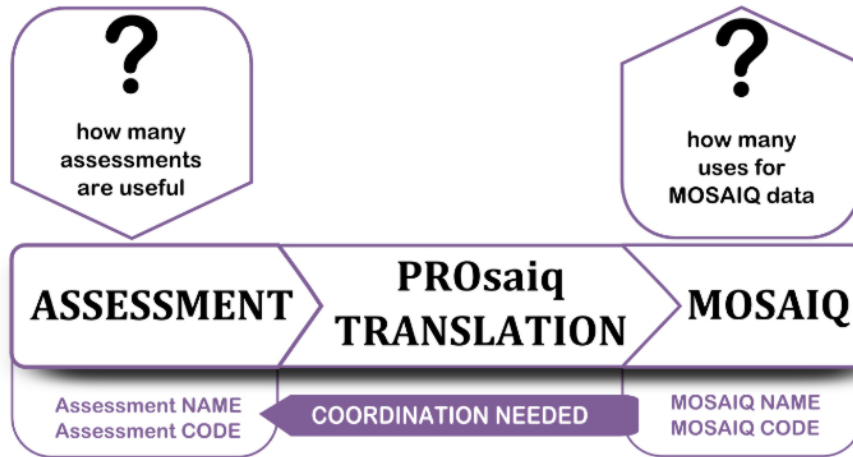 ?
how many
assessments
are useful
?
how many
uses for
MOSAIQ data
ASSESSMENT
PROsaiq
TRANSLATION
MOSAIQ
Assessment NAME
Assessment CODE
COORDINATION NEEDED
MOSAIQ NAME
MOSAIQ CODE